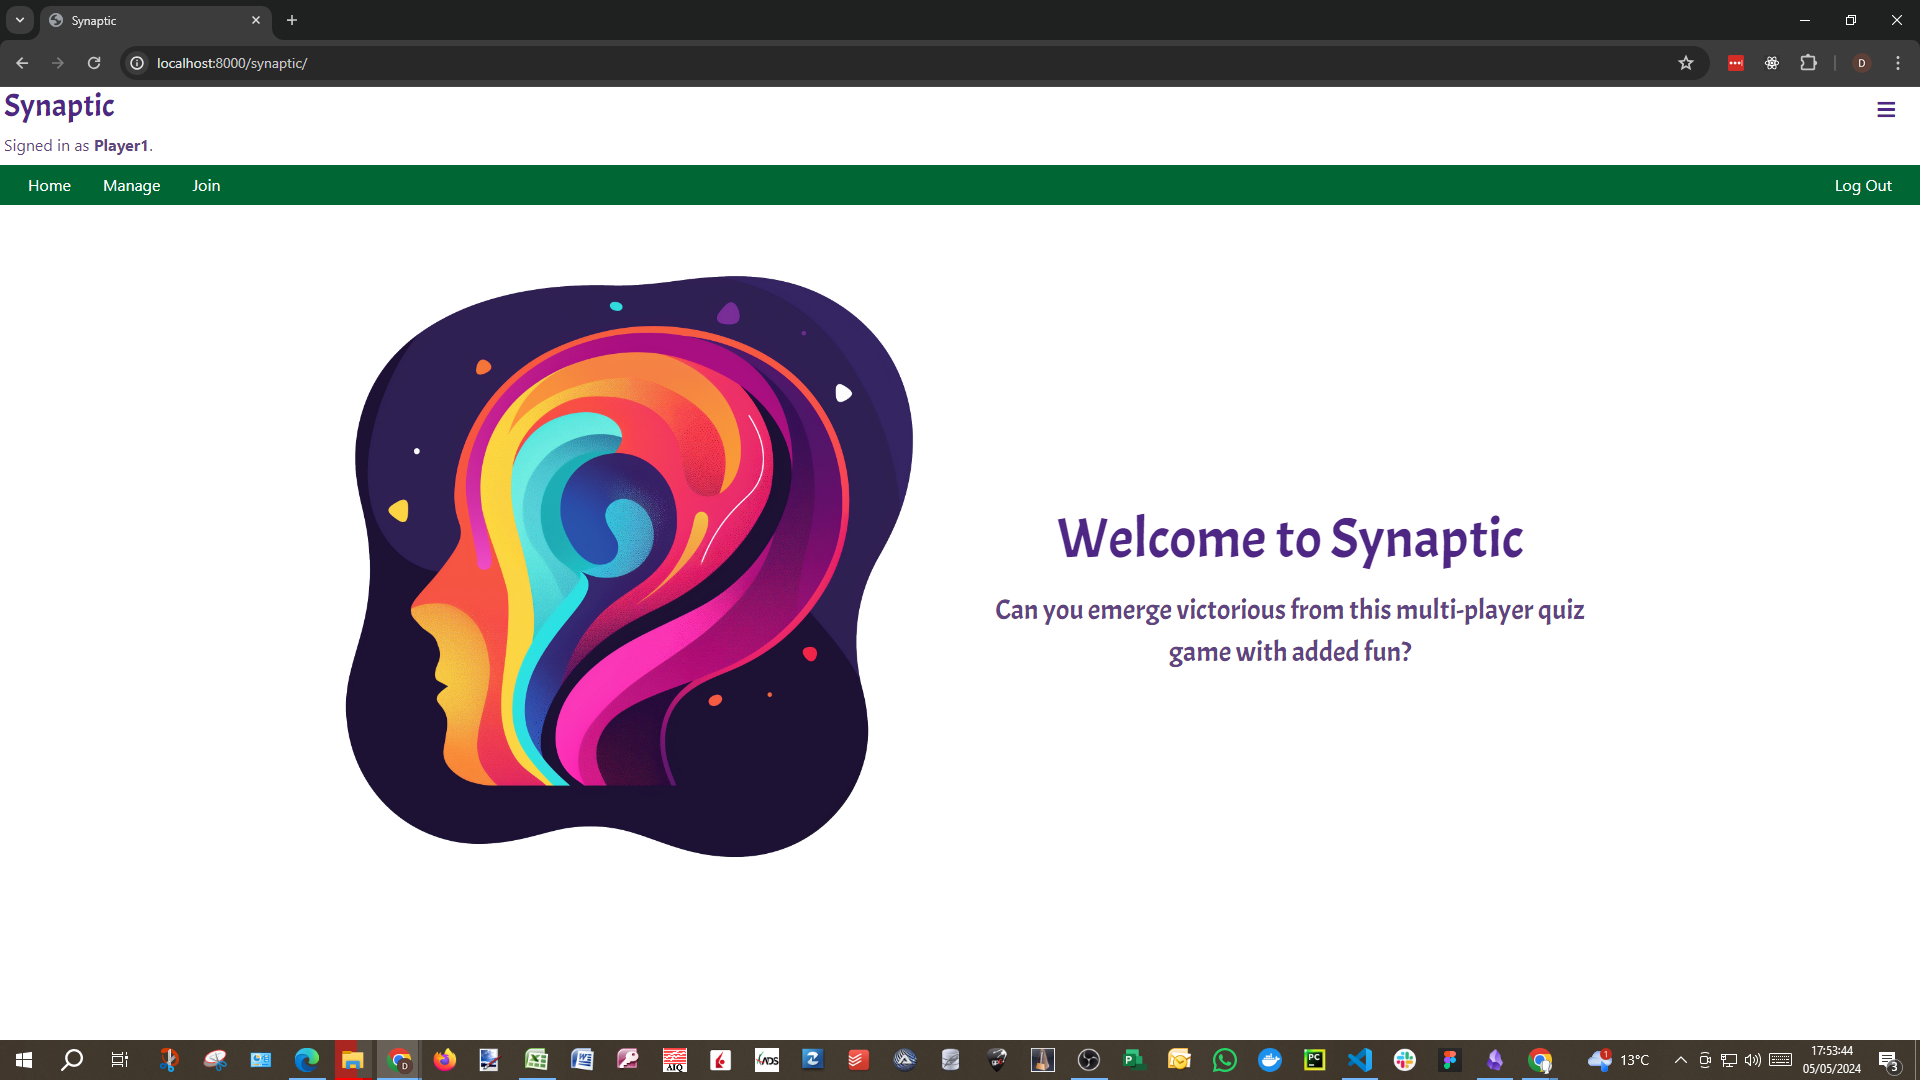 Synaptic
localhost:8000/synaptic/
D
Synaptic
Signed in as Player1.
Home Manage Join Log Out
Welcome to Synaptic
Can you emerge victorious from this multi-player quiz
game with added fun?
13°C
17:53:44
05/05/2024
3